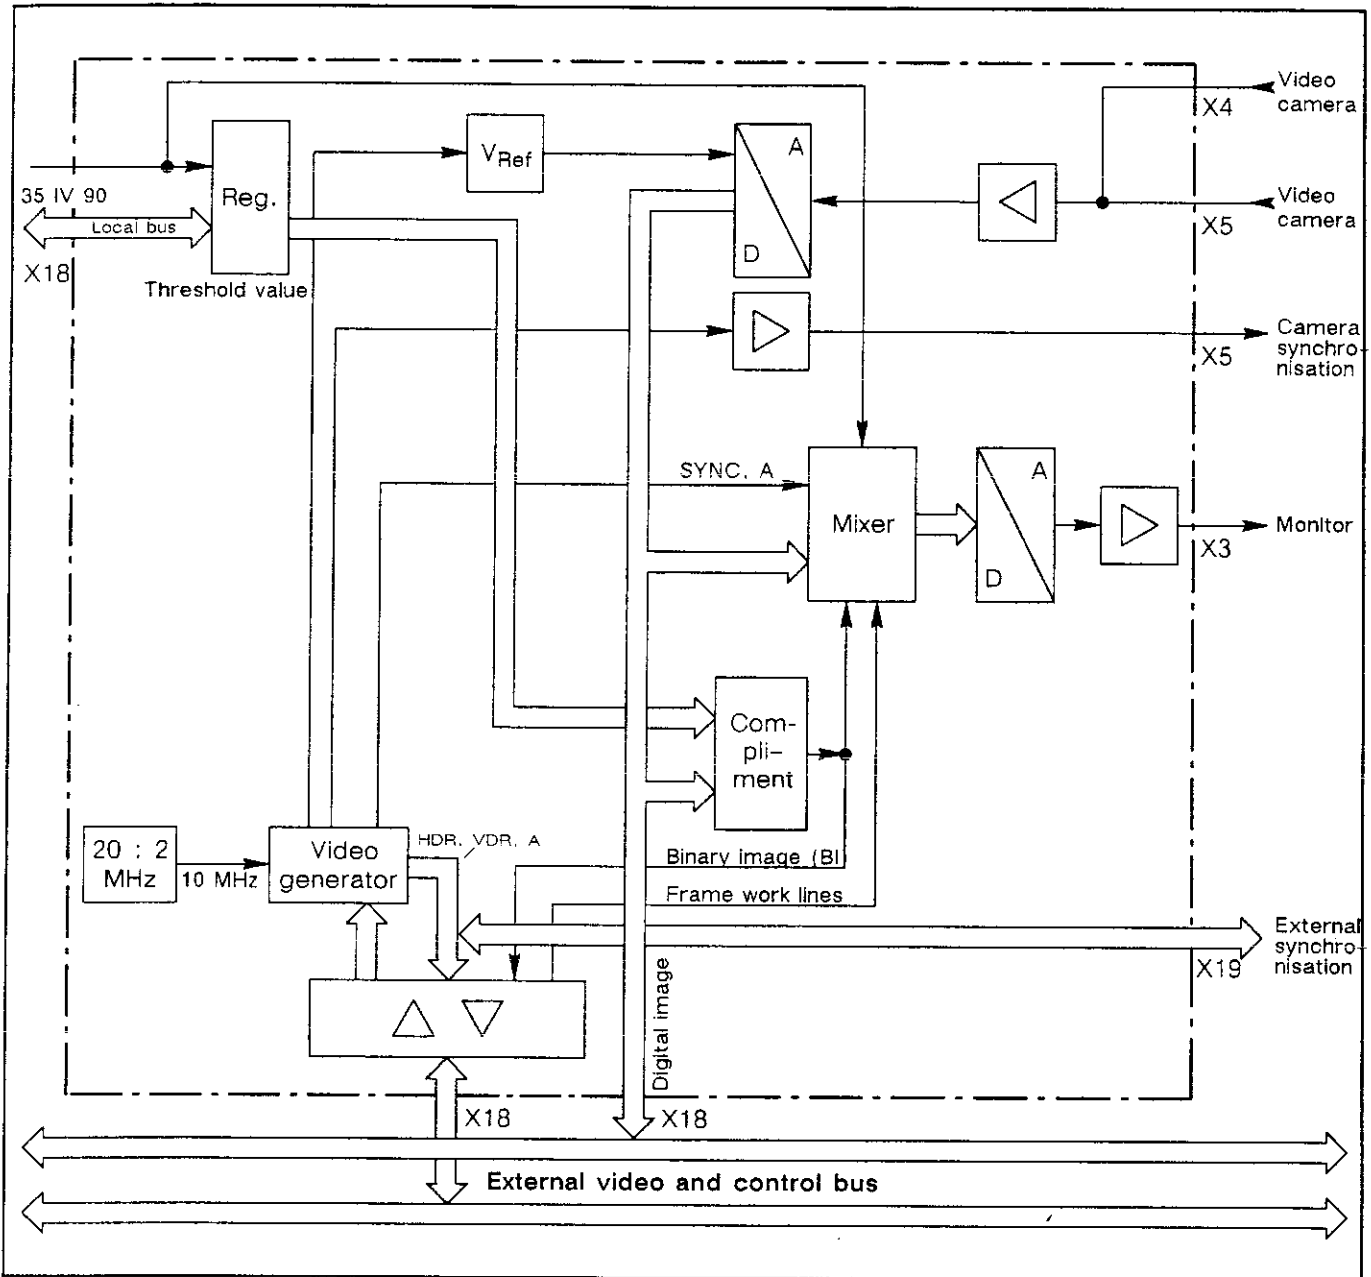 Video
camera
X4
V Ref
A
35 IV 90
Reg.
Local bus
Video
camera
X5
X18
D
Threshold value
Camera
synchro-
nisation
X5
SYNC. A
A
Mixer
Monitor
X3
D
Com-
pli-
ment
20 : 2
MHz
10 MHz
Video
generator
HDR. VDR. A
Binary image (BI
Frame work lines
External
synchro-
nisation
X19
Digital image
X18
X18
External video and control bus